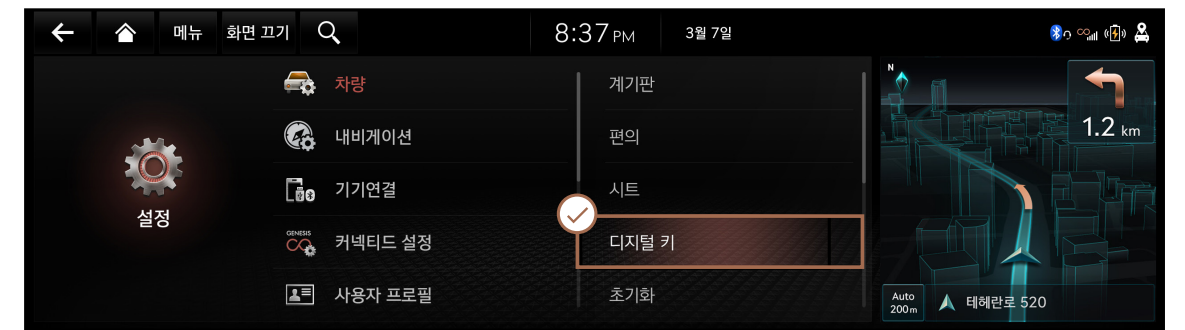 메뉴 화면 끄기 8:37 PM 3월 7일
설정
차량
내비게이션
기기연결
GENESIS
커넥티드 설정
사용자 프로필
계기판
편의
시트
디지털 키
초기화
N
1.2 km
Auto
200m
테헤란로 520